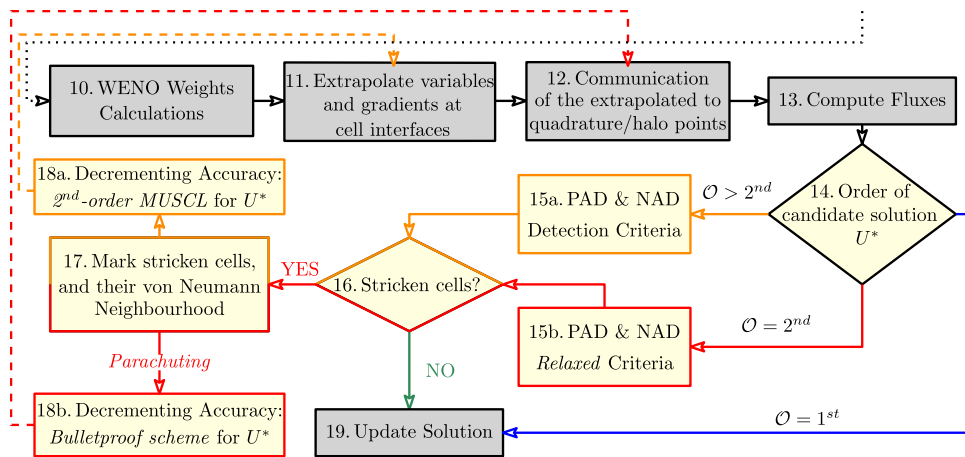 10. WENO Weights
Calculations
11. Extrapolate variables
and gradients at
cell interfaces
12. Communication
of the extrapolated to
quadrature/halo points
13. Compute Fluxes
14. Order of
candidate solution
U*
O > 2nd
15a. PAD & NAD
Detection Criteria
O = 2nd
15b. PAD & NAD
Relaxed Criteria
16. Stricken cells?
YES
NO
17. Mark stricken cells,
and their von Neumann
Neighbourhood
18a. Decrementing Accuracy:
2nd-order MUSCL for U*
Parachuting
18b. Decrementing Accuracy:
Bulletproof scheme for U*
19. Update Solution
O = 1st